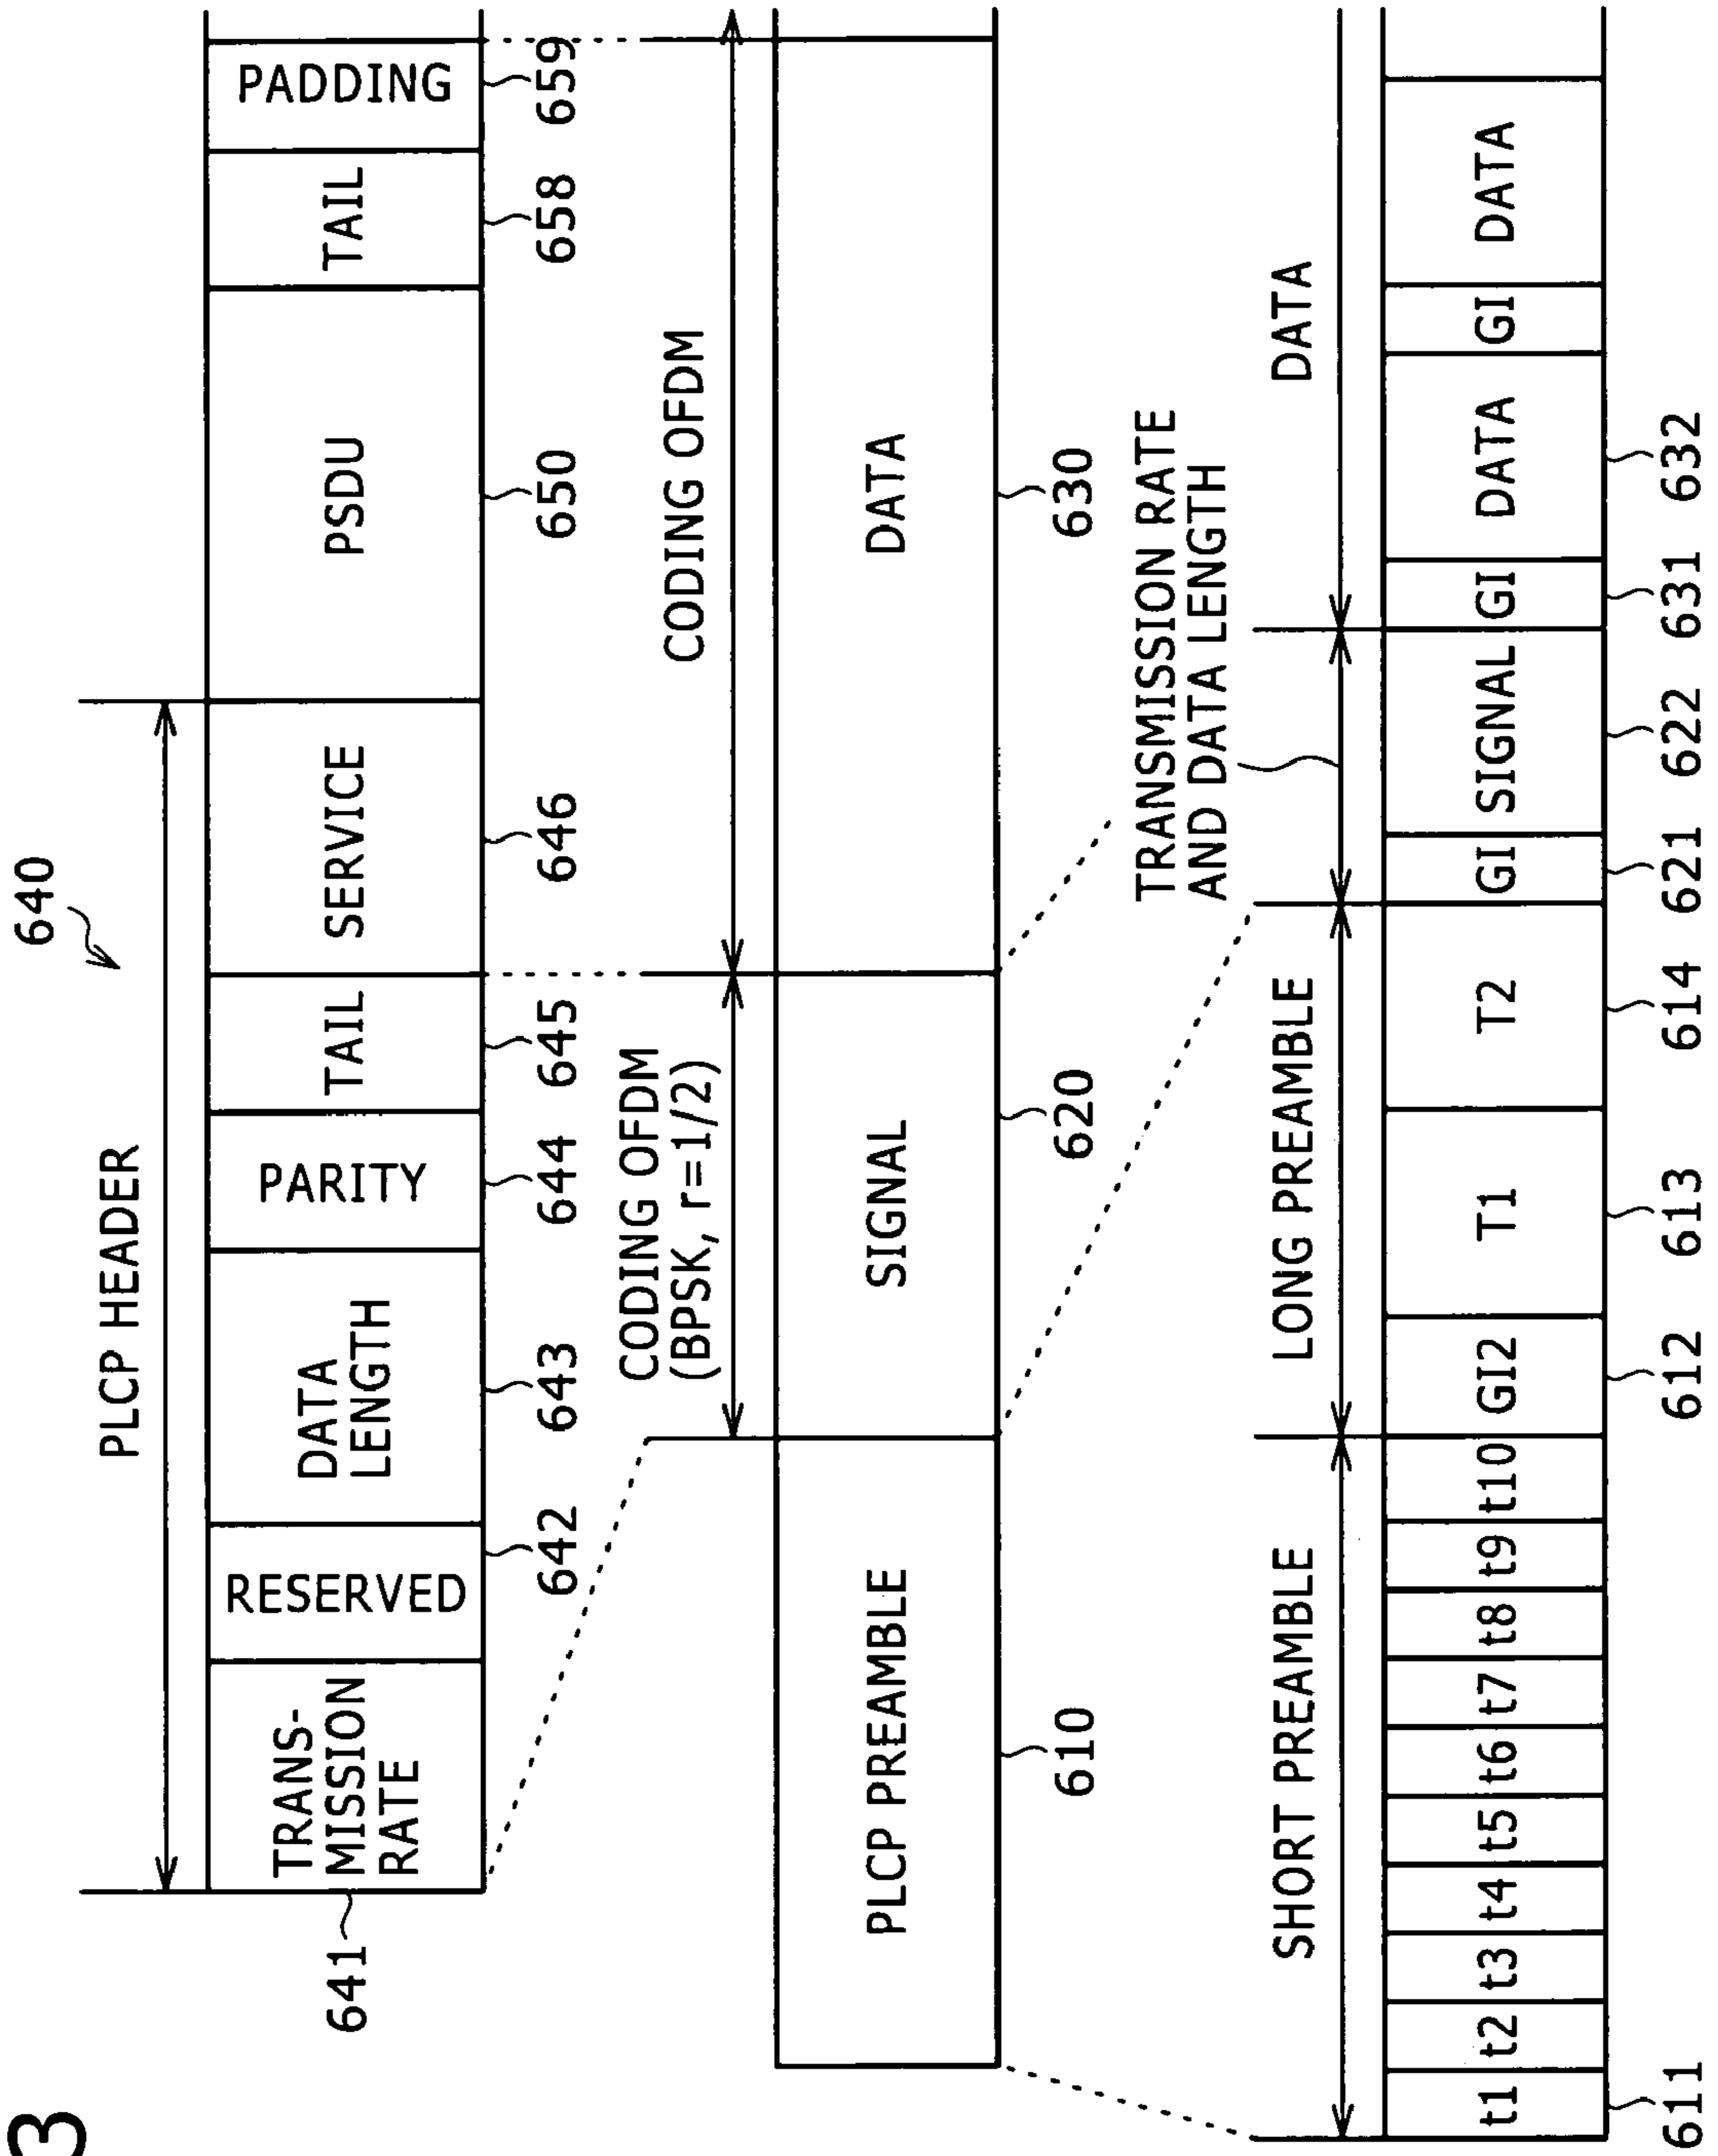 3
640
PLCP HEADER
TRANS-
MISSION
RATE
RESERVED
DATA
LENGTH
PARITY
TAIL
SERVICE
PSDU
TAIL
PADDING
641
642
643
644
645
646
650
658
659
CODING OFDM
(BPSK, r=1/2)
CODING OFDM
PLCP PREAMBLE
SIGNAL
DATA
610
620
630
TRANSMISSION RATE
AND DATA LENGTH
SHORT PREAMBLE
LONG PREAMBLE
DATA
t1
t2
t3
t4
t5
t6
t7
t8
t9
t10
GI2
T1
T2
GI
SIGNAL
GI
DATA
GI
DATA
611
612
613
614
621
622
631
632